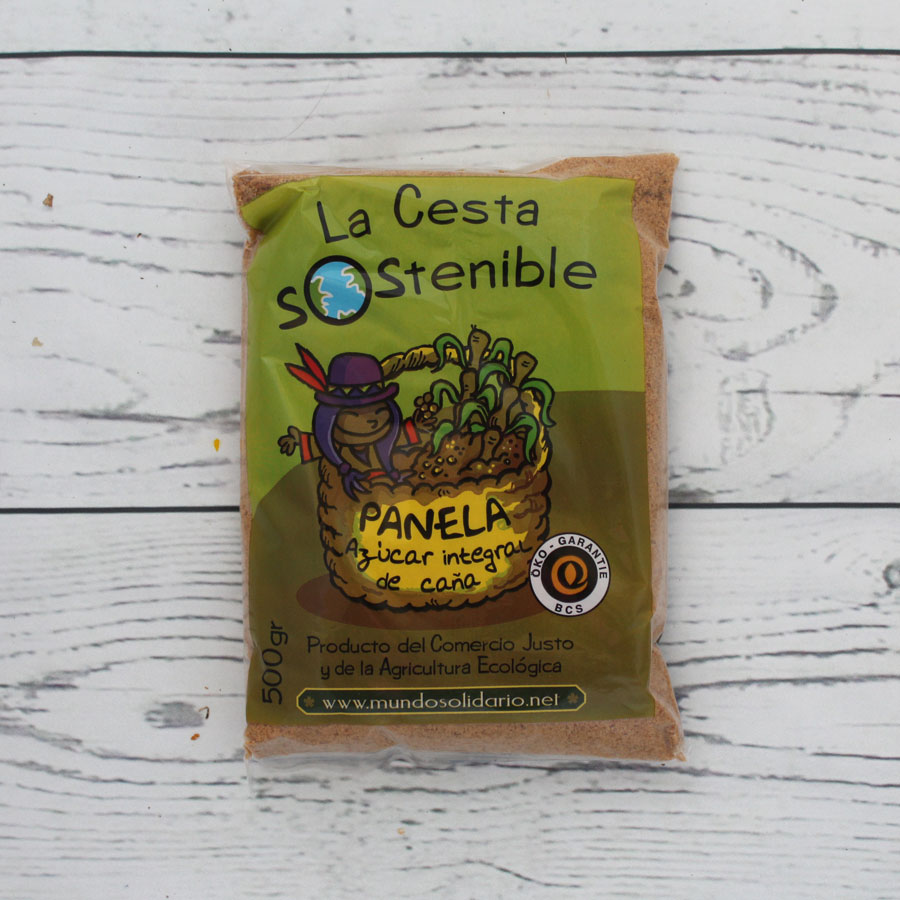 La Cesta
SOStenible
PANELA
Azúcar integral
de caña
ÖKO-GARANTIE
BCS
Producto del Comercio Justo
y de la Agricultura Ecológica
500gr
www.mundosolidario.net